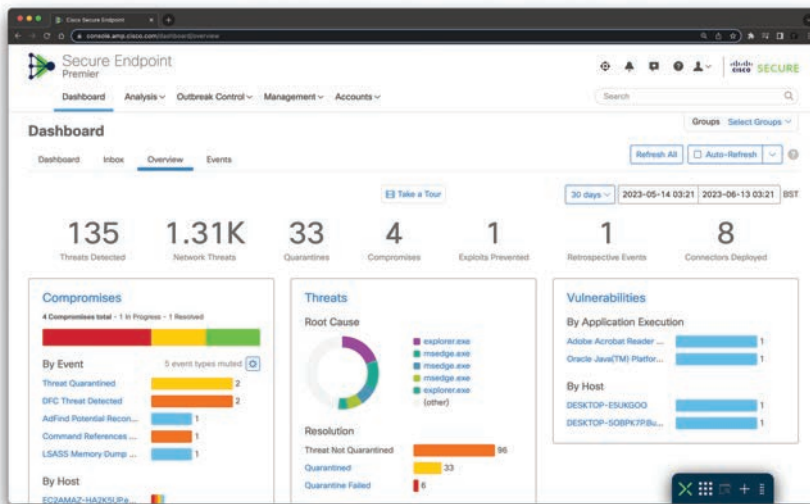 Cisco Secure Endpoint
console.amp.cisco.com/dashboard/overview
Secure Endpoint
Premier
CISCO SECURE
Dashboard Analysis Outbreak Control Management Accounts
Search
Groups Select Groups
Dashboard
Dashboard Inbox Overview Events
Refresh All Auto-Refresh
Take a Tour
30 days 2023-05-14 03:21 2023-06-13 03:21 BST
135 1.31K 33 4 1 1 8
Threats Detected Network Threats Quarantines Compromises Exploits Prevented Retrospective Events Connectors Deployed
Compromises
4 Compromises total • 1 In Progress • 1 Resolved
By Event 5 event types muted
Threat Quarantined 2
DFC Threat Detected 2
AdFind Potential Recon... 1
Command References ... 1
LSASS Memory Dump ... 1
By Host
EC2AMAZ-HA2K5UP.e...
Threats
Root Cause
explorer.exe
msedge.exe
msedge.exe
msedge.exe
explorer.exe
(other)
Resolution
Threat Not Quarantined 96
Quarantined 33
Quarantine Failed 6
Vulnerabilities
By Application Execution
Adobe Acrobat Reader ... 1
Oracle Java(TM) Platfor... 1
By Host
DESKTOP-E5UKGOO 1
DESKTOP-5OBPK7P.Bu... 1